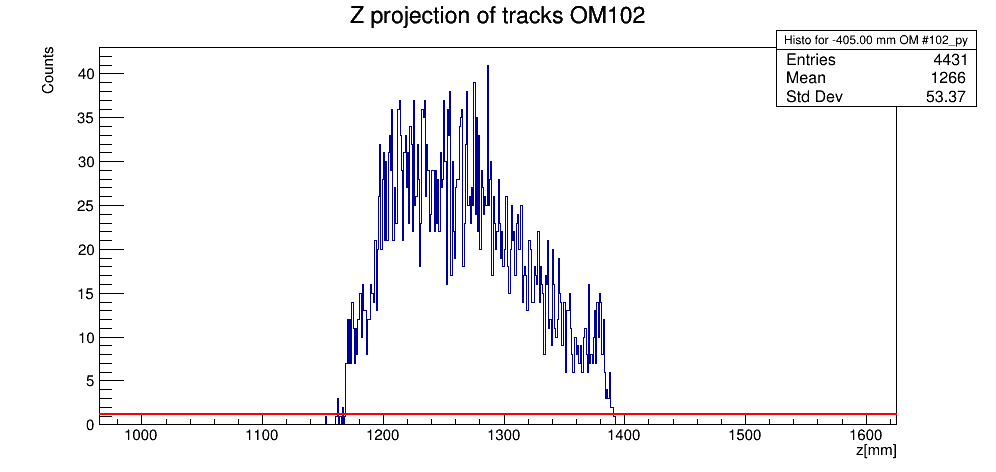 Z projection of tracks OM102
Histo for -405.00 mm OM #102_py
Entries 4431
Mean 1266
Std Dev 53.37
Counts
40
35
30
25
20
15
10
5
0
1000 1100 1200 1300 1400 1500 1600
z[mm]